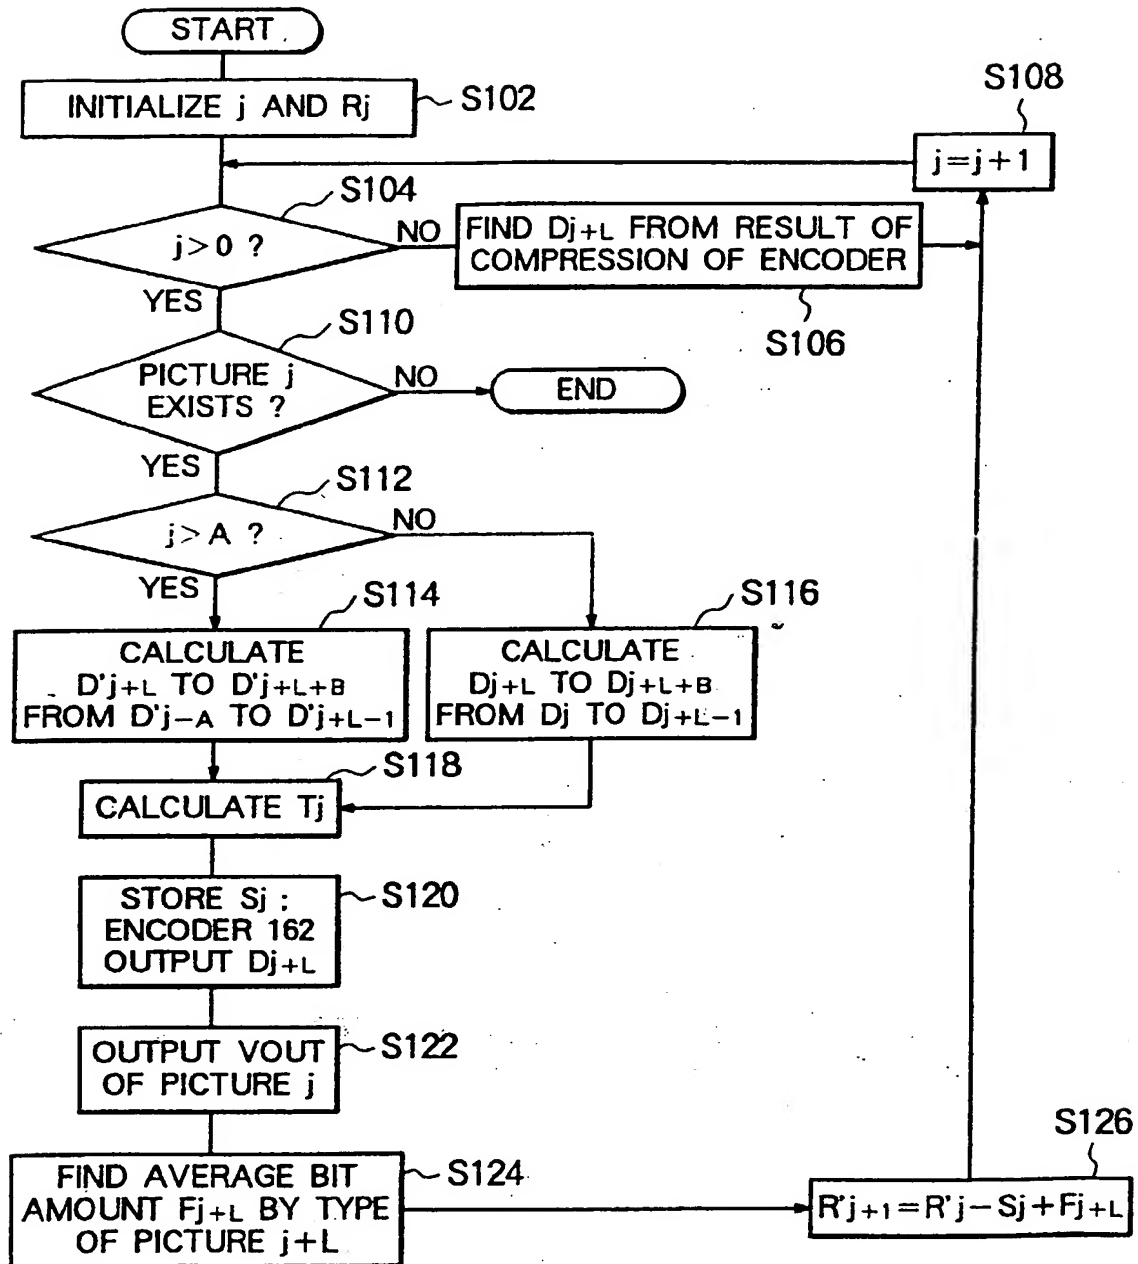 START
INITIALIZE j AND Rj
S102
S108
j=j+1
S104
j>0 ?
NO
FIND Dj+L FROM RESULT OF
COMPRESSION OF ENCODER
S106
YES
S110
PICTURE j
EXISTS ?
NO
END
YES
S112
j>A ?
NO
YES
S114
CALCULATE
D'j+L TO D'j+L+B
FROM D'j-A TO D'j+L-1
S116
CALCULATE
Dj+L TO Dj+L+B
FROM Dj TO Dj+L-1
S118
CALCULATE Tj
S120
STORE Sj ;
ENCODER 162
OUTPUT Dj+L
S122
OUTPUT VOUT
OF PICTURE j
S124
FIND AVERAGE BIT
AMOUNT Fj+L BY TYPE
OF PICTURE j+L
S126
R'j+1=R'j-Sj+Fj+L